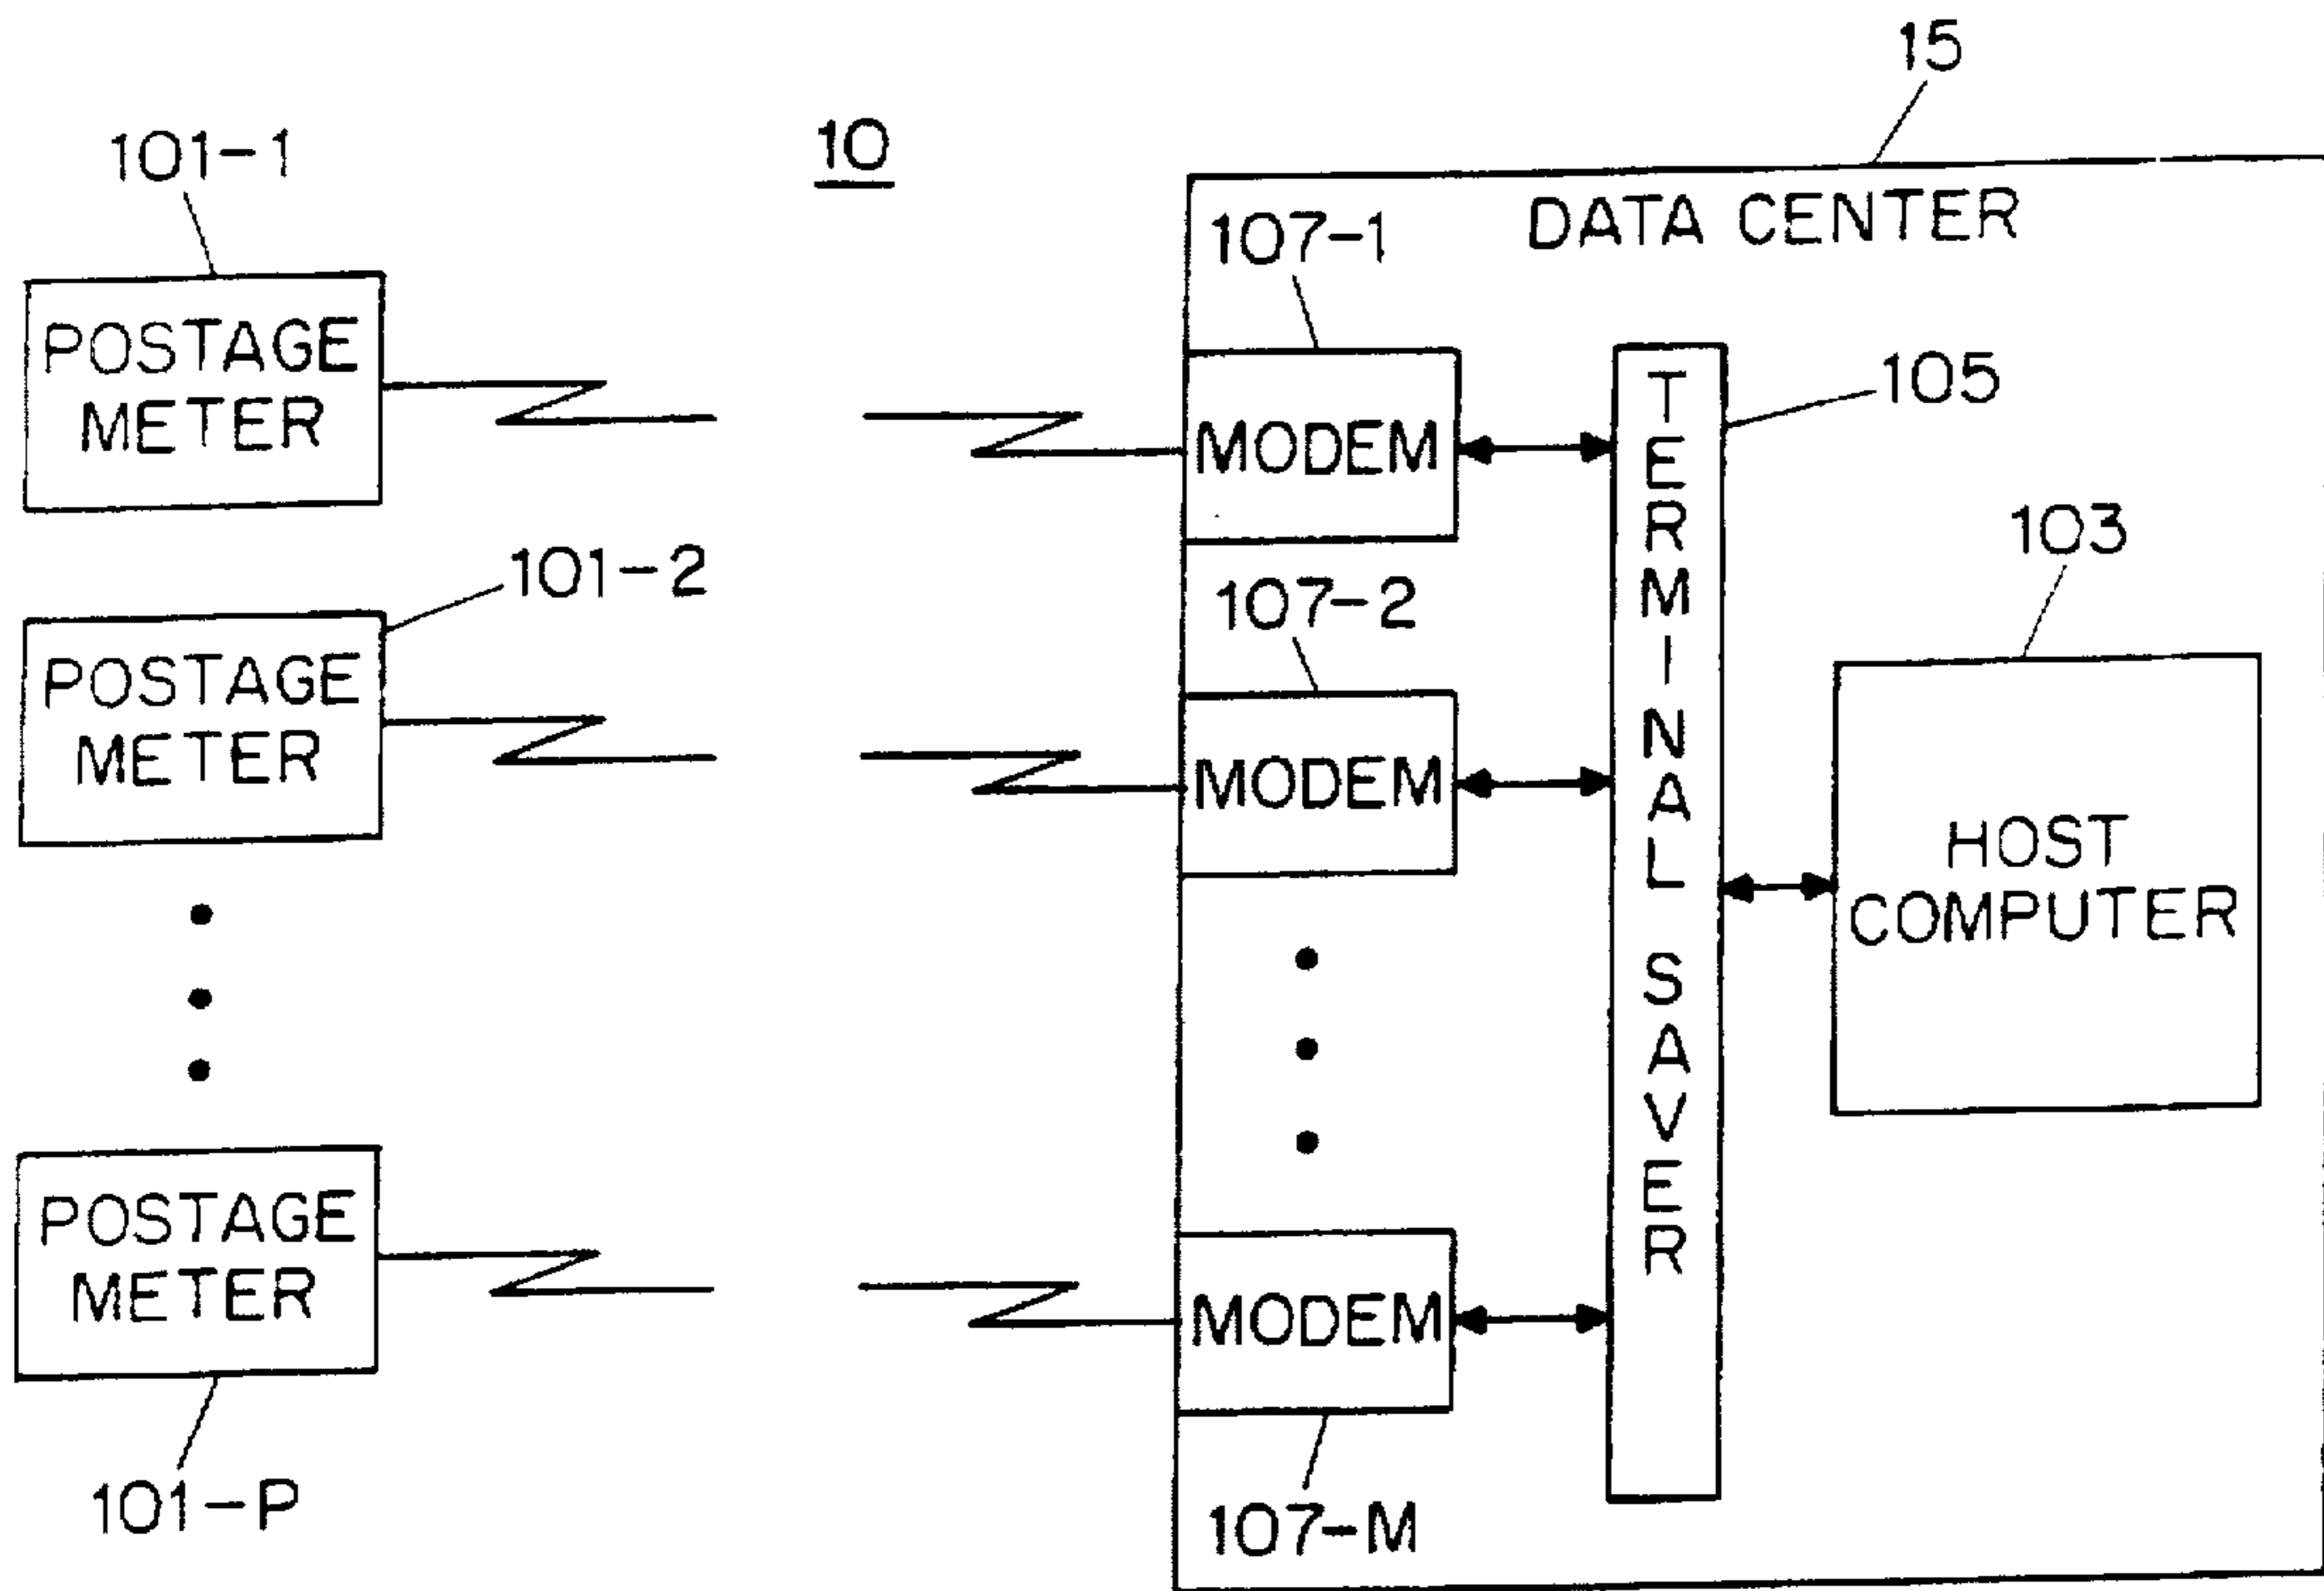 15
10
101-1
DATA CENTER
107-1
POSTAGE
METER
MODEM
105
TERMINAL SAVER
103
101-2
107-2
POSTAGE
METER
MODEM
HOST
COMPUTER
POSTAGE
METER
MODEM
101-P
107-M